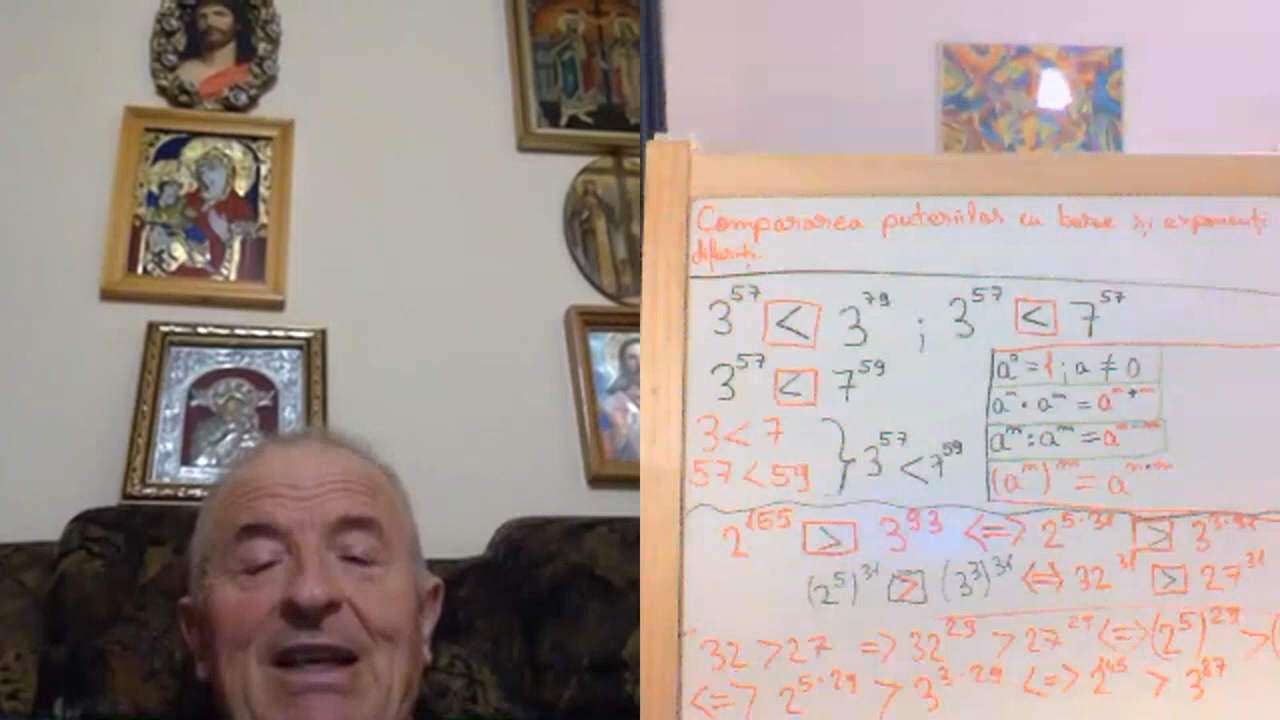 Compararea puterilor cu baze și exponenți
diferiți.
3^57 < 3^79 ; 3^57 < 7^57
3^57 < 7^59
3 < 7
57 < 59 } 3^57 < 7^59
a^0 = 1 ; a ≠ 0
a^m · a^n = a^m+n
a^m : a^n = a^m-n
(a^m)^n = a^m·n
2^155 > 3^93 <=> 2^5·31 > 3^3·31
(2^5)^31 > (3^3)^31 <=> 32^31 > 27^31
32 > 27 => 32^29 > 27^29 <=> (2^5)^29 > (
<=> 2^5·29 > 3^3·29 <=> 2^145 > 3^87